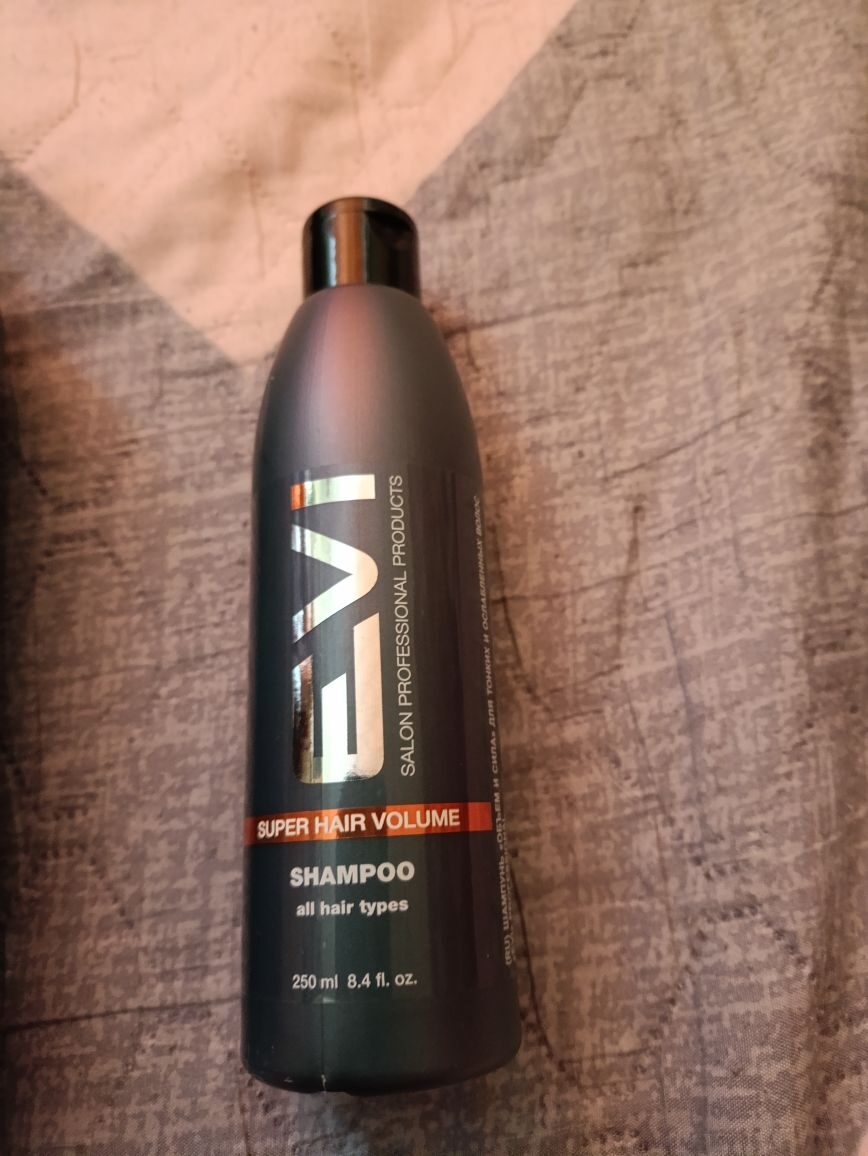 EVI
SALON PROFESSIONAL PRODUCTS
SUPER HAIR VOLUME
SHAMPOO
all hair types
250 ml 8.4 fl. oz.
(RU) ШАМПУНЬ «ОБЪЕМ И СИЛА» ДЛЯ ТОНКИХ И ОСЛАБЛЕННЫХ ВОЛОС